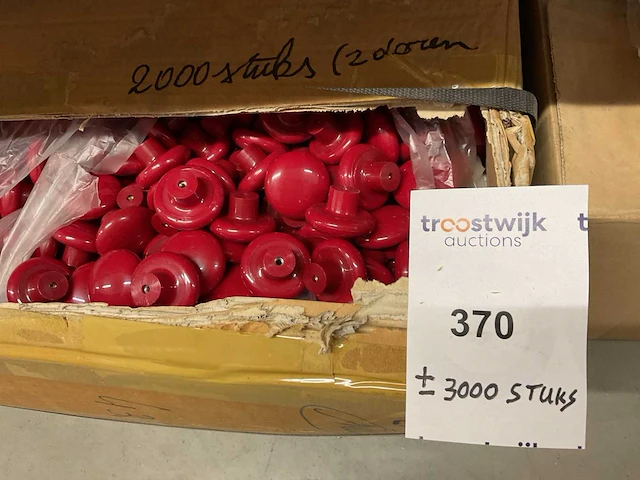 2000 stuks (2 dozen
troostwijk
auctions
370
± 3000 STUKS